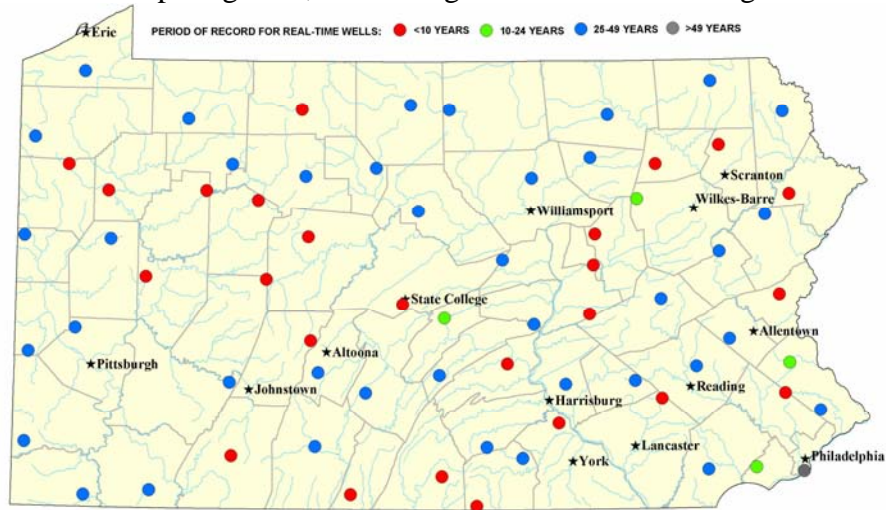 Erie
PERIOD OF RECORD FOR REAL-TIME WELLS: <10 YEARS 10-24 YEARS 25-49 YEARS >49 YEARS
Scranton
Wilkes-Barre
Williamsport
State College
Allentown
Altoona
Pittsburgh
Johnstown
Reading
Harrisburg
Lancaster
Philadelphia
York